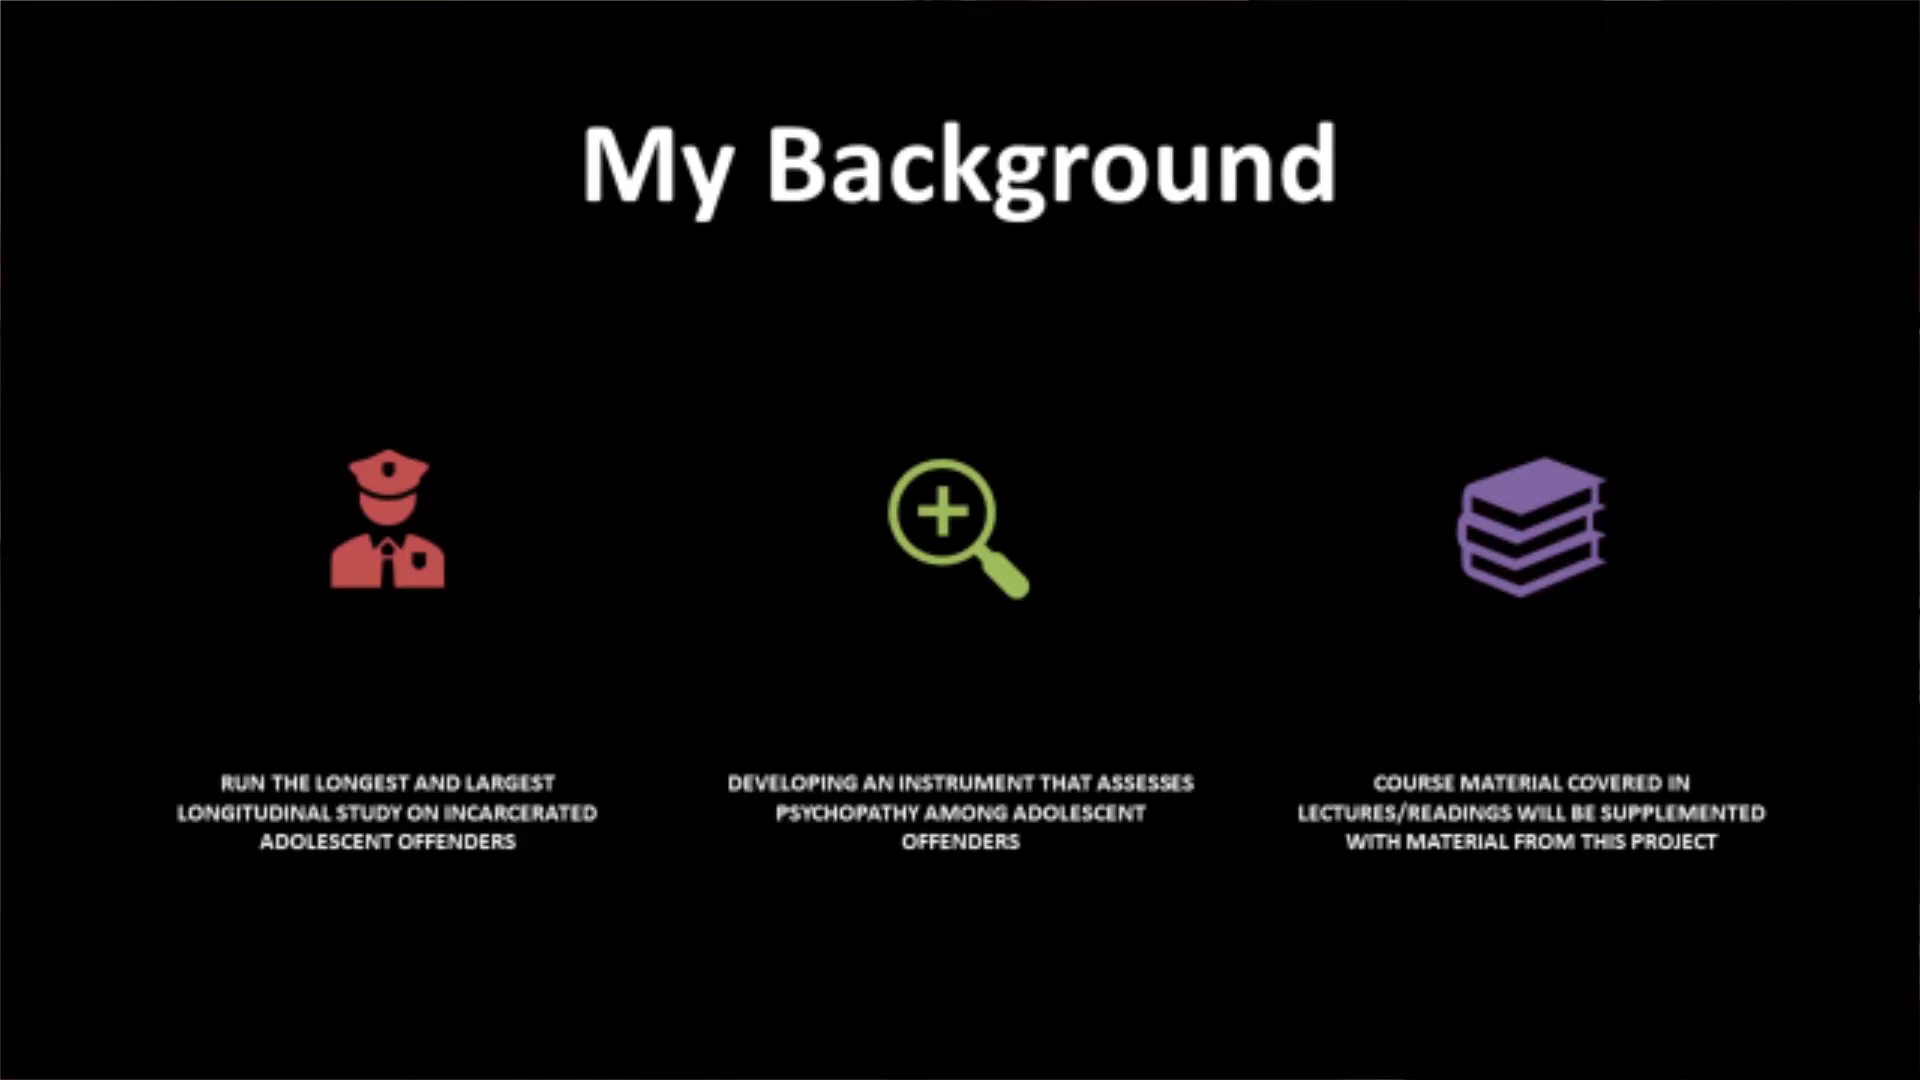 My Background
RUN THE LONGEST AND LARGEST
LONGITUDINAL STUDY ON INCARCERATED
ADOLESCENT OFFENDERS
DEVELOPING AN INSTRUMENT THAT ASSESSES
PSYCHOPATHY AMONG ADOLESCENT
OFFENDERS
COURSE MATERIAL COVERED IN
LECTURES/READINGS WILL BE SUPPLEMENTED
WITH MATERIAL FROM THIS PROJECT